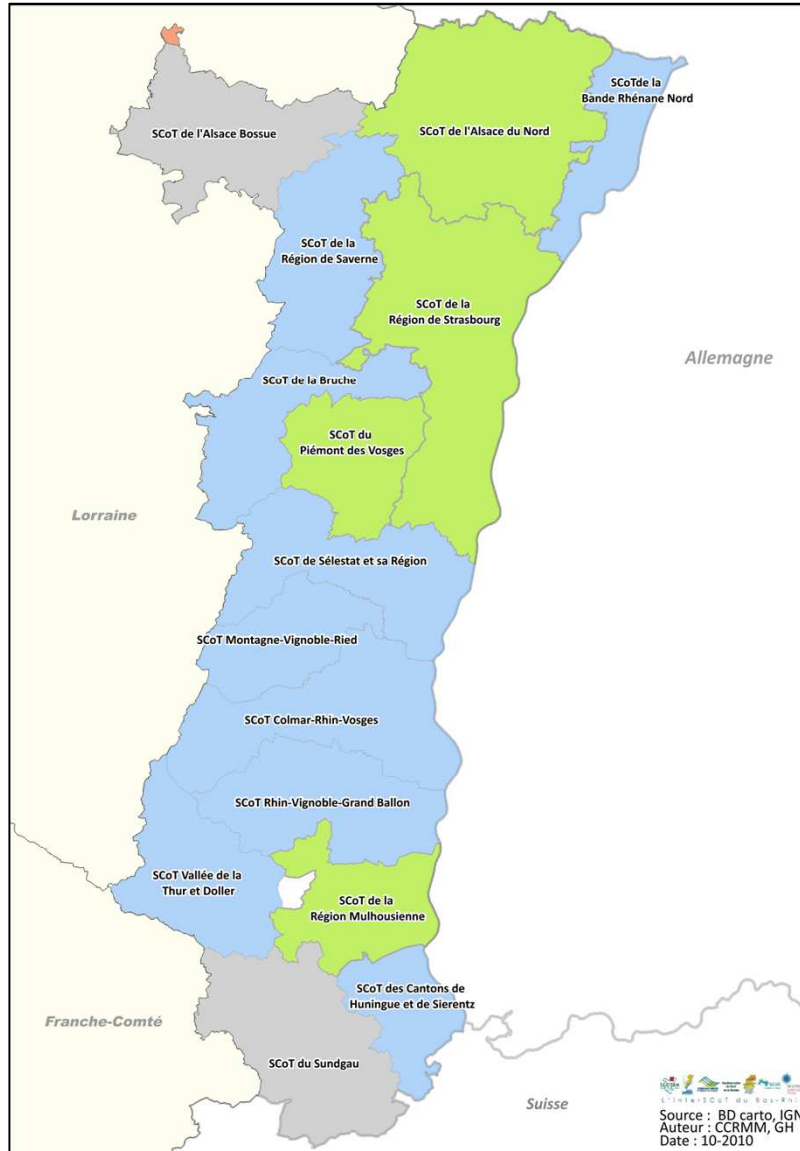 SCoTde la
Bande Rhénane Nord
SCoT de l'Alsace Bossue
SCoT de l'Alsace du Nord
SCoT de la
Région de Saverne
SCoT de la
Région de Strasbourg
Allemagne
SCoT de la Bruche
SCoT du
Piémont des Vosges
Lorraine
SCoT de Sélestat et sa Région
SCoT Montagne-Vignoble-Ried
SCoT Colmar-Rhin-Vosges
SCoT Rhin-Vignoble-Grand Ballon
SCoT Vallée de la
Thur et Doller
SCoT de la
Région Mulhousienne
SCoT des Cantons de
Huningue et de Sierentz
Franche-Comté
SCoT du Sundgau
Suisse
L'InterSCoT du Bas-Rhin
Source : BD carto, IGN
Auteur : CCRMM, GH
Date : 10-2010